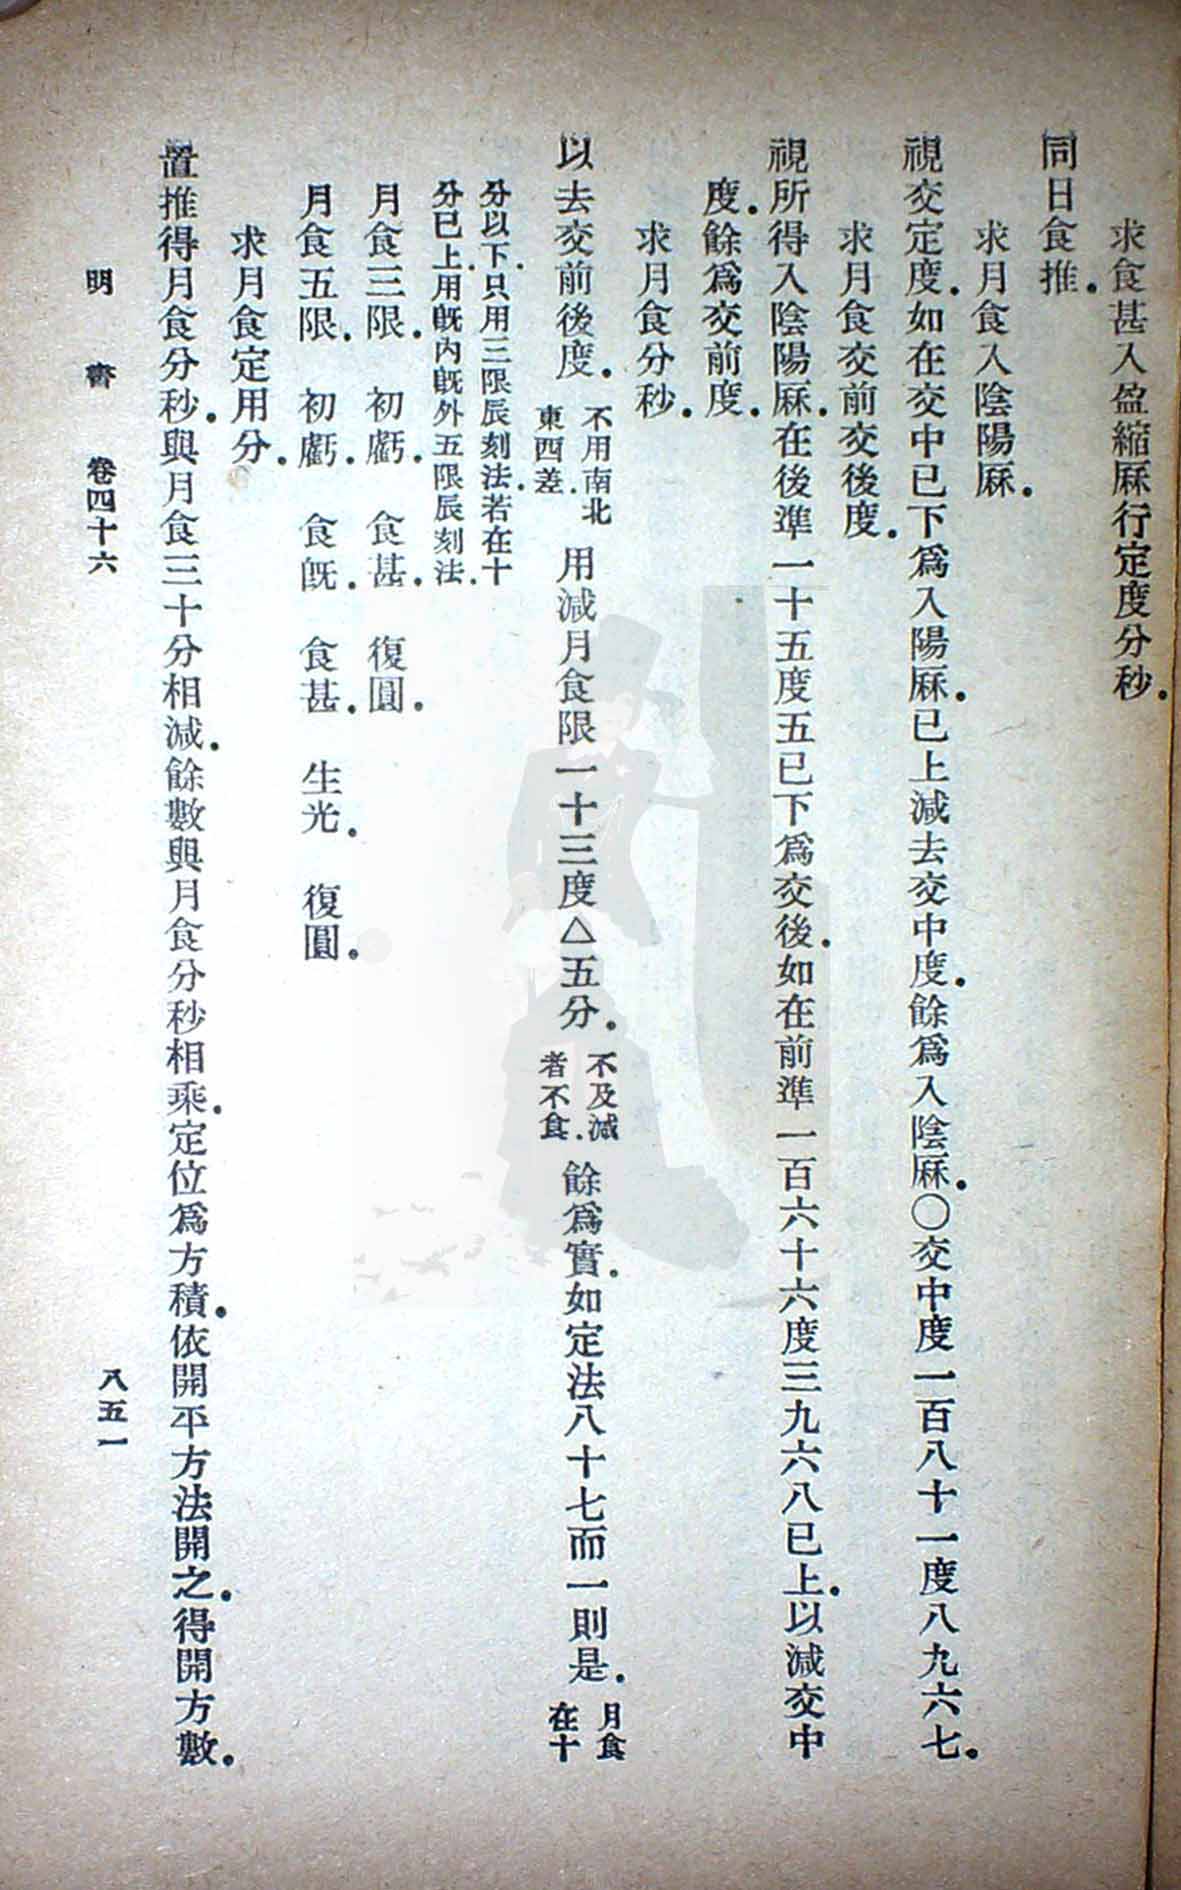 求食甚入盈縮厤行定度分秒.
同日食推.
求月食入陰陽厤.
視交定度.如在交中已下爲入陽厤.已上減去交中度.餘爲入陰厤.〇交中度一百八十一度八九六七.
求月食交前交後度.
視所得入陰陽厤.在後準一十五度五已下爲交後.如在前準一百六十六度三九六八已上.以減交中
度.餘爲交前度.
求月食分秒.
以去交前後度.不用南北東西差.用減月食限一十三度△五分.不及減者不食.餘爲實.如定法八十七而一則是.月食在十
分以下.只用三限辰刻法.若在十
分已上.用旣內旣外五限辰刻法.
月食三限.　初虧.　食甚.　復圓.
月食五限.　初虧.　食旣.　食甚.　生光.　復圓.
求月食定用分.
置推得月食分秒.與月食三十分相減.餘數與月食分秒相乘.定位爲方積.依開平方法開之.得開方數.
明　書　卷四十六　八五一